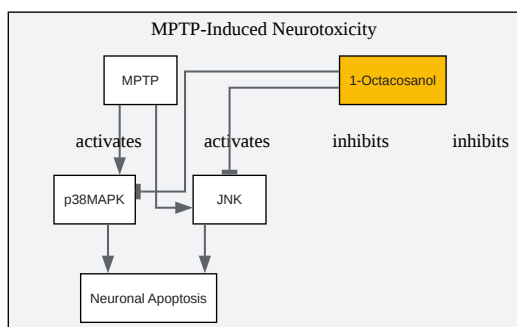 MPTP-Induced Neurotoxicity
MPTP
1-Octacosanol
activates
activates
inhibits
inhibits
p38MAPK
JNK
Neuronal Apoptosis